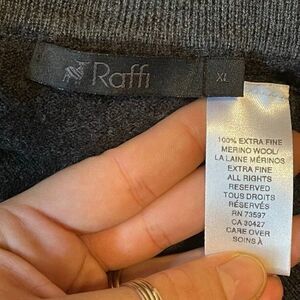 Raffi
XL
100% EXTRA FINE
MERINO WOOL/
LA LAINE MÉRINOS
EXTRA FINE
ALL RIGHTS
RESERVED
TOUS DROITS
RÉSERVÉS
RN 73597
CA 30427
CARE OVER
SOINS À